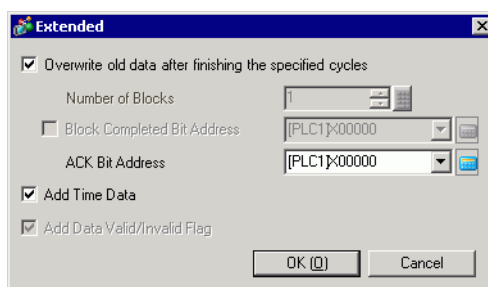 Extended
Overwrite old data after finishing the specified cycles
Number of Blocks 1
Block Completed Bit Address [PLC1]X00000
ACK Bit Address [PLC1]X00000
Add Time Data
Add Data Valid/Invalid Flag
OK (O) Cancel